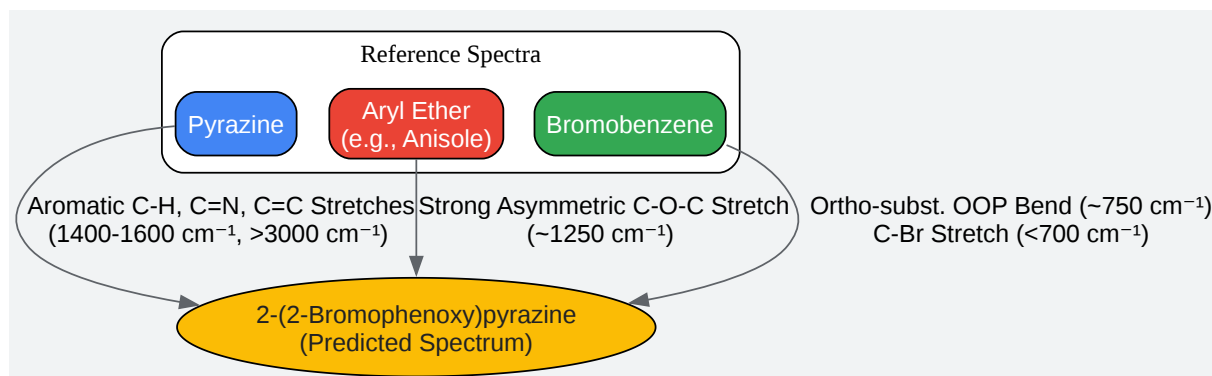 Reference Spectra
Pyrazine
Aryl Ether
(e.g., Anisole)
Bromobenzene
Aromatic C-H, C=N, C=C Stretches
(1400-1600 cm⁻¹, >3000 cm⁻¹)
Strong Asymmetric C-O-C Stretch
(~1250 cm⁻¹)
Ortho-subst. OOP Bend (~750 cm⁻¹)
C-Br Stretch (<700 cm⁻¹)
2-(2-Bromophenoxy)pyrazine
(Predicted Spectrum)